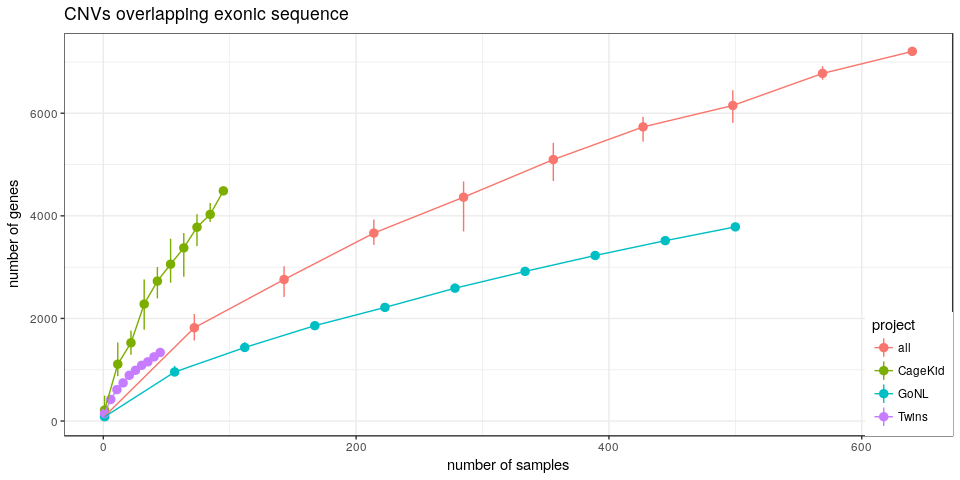 CNVs overlapping exonic sequence
number of genes
6000
4000
2000
0
0
200
400
600
number of samples
project
all
CageKid
GoNL
Twins